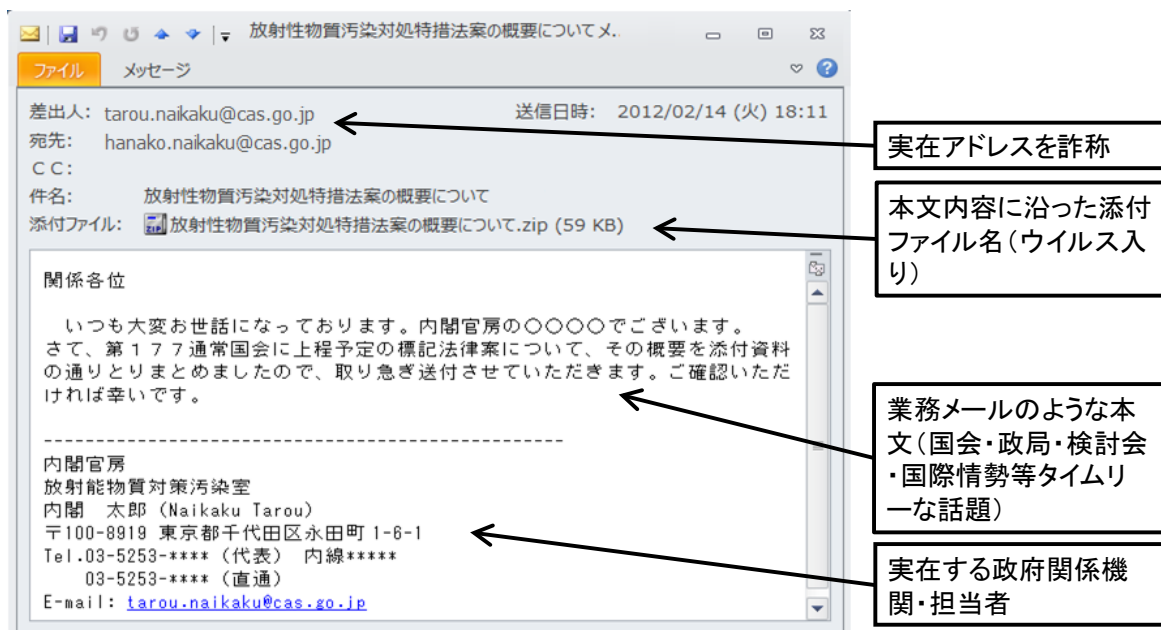 放射性物質汚染対処特措法案の概要についてメ..
ファイル メッセージ
差出人: tarou.naikaku@cas.go.jp 送信日時: 2012/02/14 (火) 18:11
宛先: hanako.naikaku@cas.go.jp
ＣＣ:
件名: 放射性物質汚染対処特措法案の概要について
添付ファイル: 放射性物質汚染対処特措法案の概要について.zip (59 KB)
関係各位
いつも大変お世話になっております。内閣官房の〇〇〇〇でございます。
さて、第１７７通常国会に上程予定の標記法律案について、その概要を添付資料
の通りとりまとめましたので、取り急ぎ送付させていただきます。ご確認いただ
ければ幸いです。
--------------------------------------------------
内閣官房
放射能物質対策汚染室
内閣　太郎 (Naikaku Tarou)
〒100-8919 東京都千代田区永田町 1-6-1
Tel.03-5253-**** (代表) 内線*****
03-5253-**** (直通)
E-mail: tarou.naikaku@cas.go.jp
実在アドレスを詐称
本文内容に沿った添付
ファイル名（ウイルス入
り）
業務メールのような本
文（国会・政局・検討会
・国際情勢等タイムリ
ーな話題）
実在する政府関係機
関・担当者